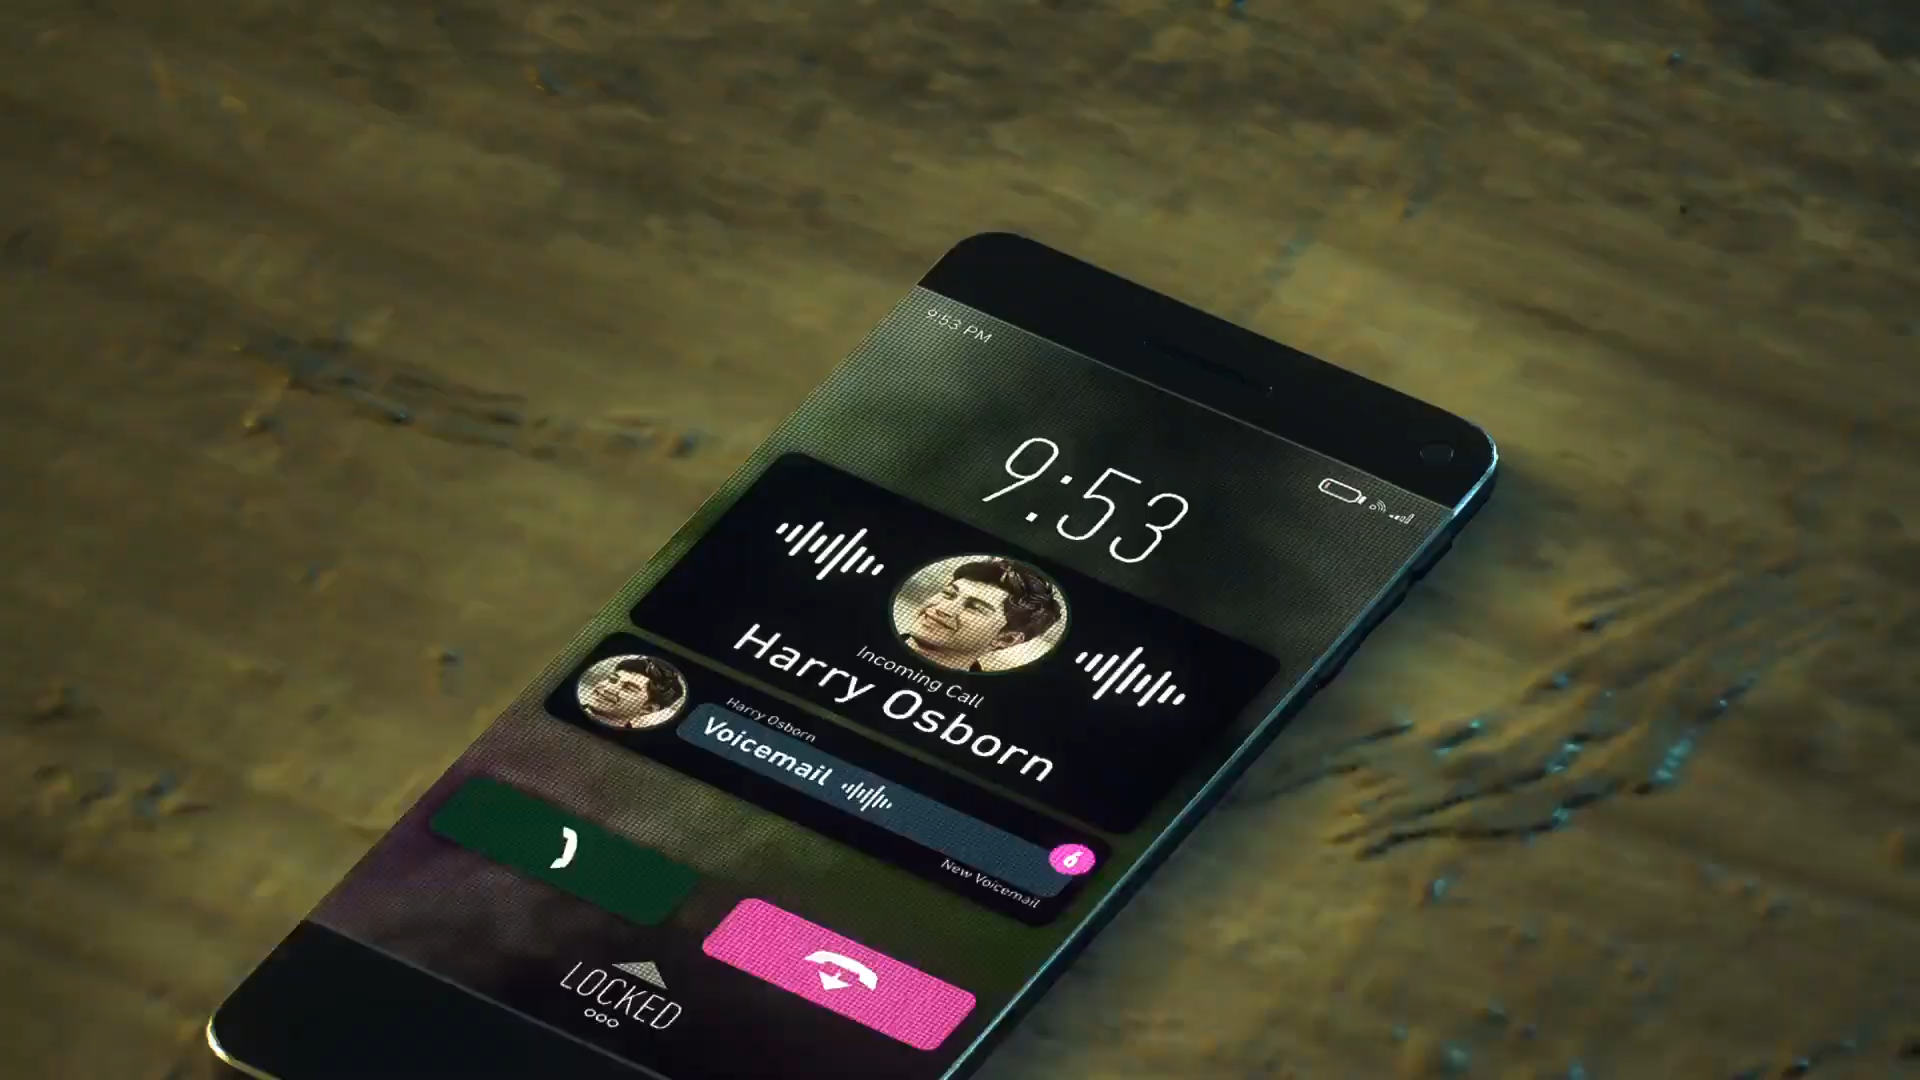 9:53 PM
9:53
Incoming Call
Harry Osborn
Harry Osborn
Voicemail
6
New Voicemail
LOCKED